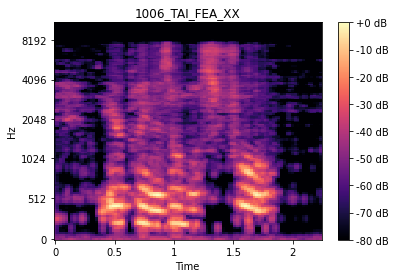 1006_TAI_FEA_XX
+0 dB
8192
-10 dB
4096
-20 dB
-30 dB
2048
Hz
-40 dB
1024
-50 dB
512
-60 dB
-70 dB
0
-80 dB
0 0.5 1 1.5 2
Time